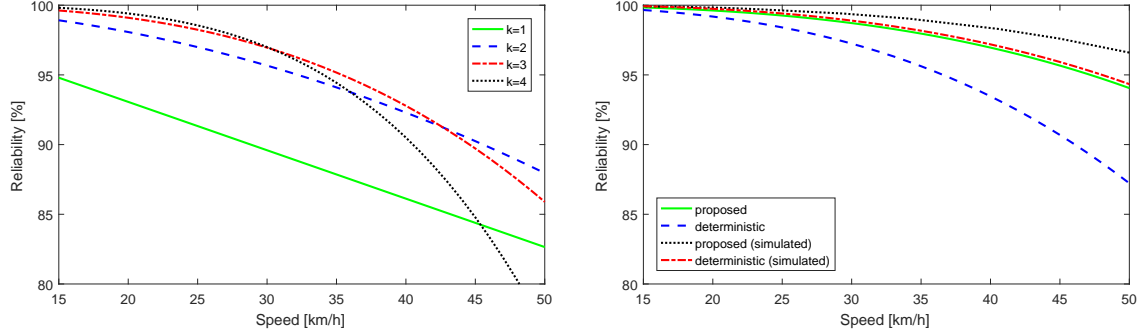 100
95
90
85
80
Reliability [%]
15 20 25 30 35 40 45 50
Speed [km/h]
k=1
k=2
k=3
k=4
100
95
90
85
80
Reliability [%]
15 20 25 30 35 40 45 50
Speed [km/h]
proposed
deterministic
proposed (simulated)
deterministic (simulated)